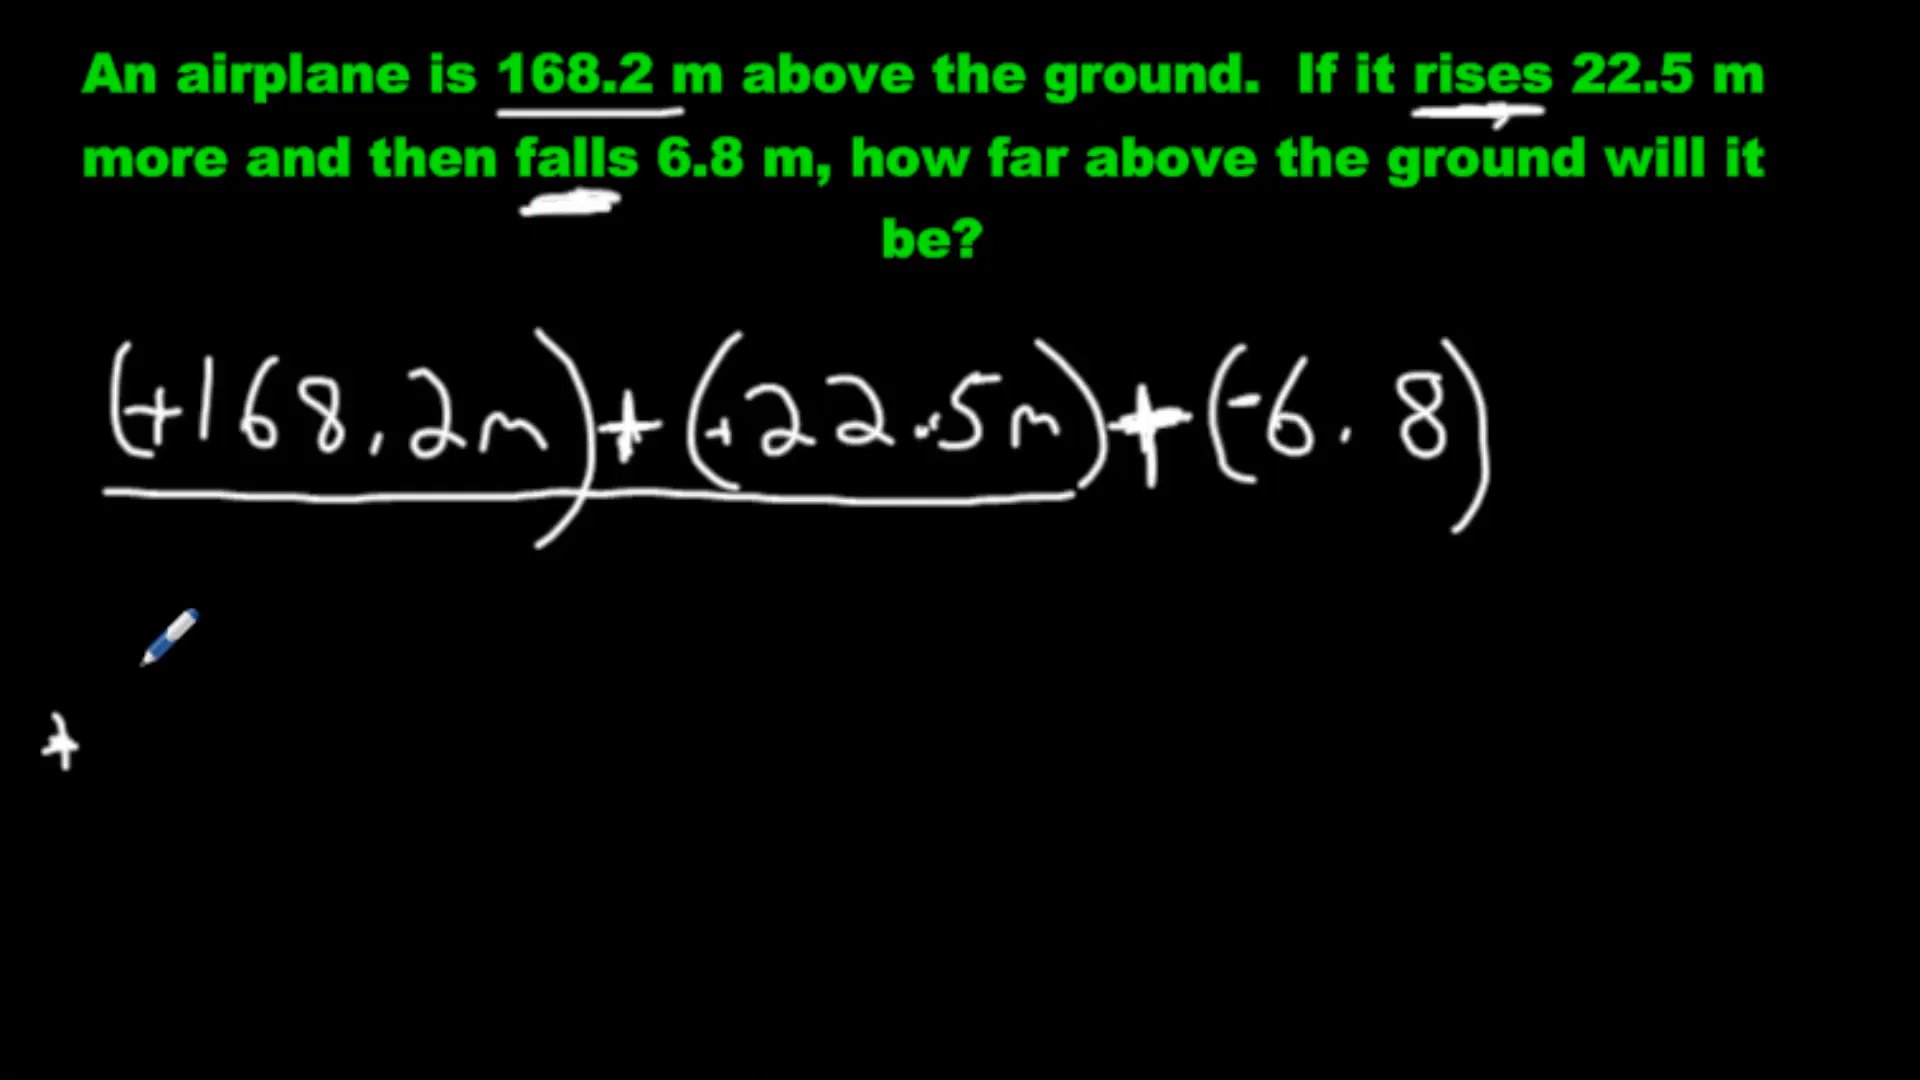 An airplane is 168.2 m above the ground. If it rises 22.5 m
more and then falls 6.8 m, how far above the ground will it
be?
(+168.2m)+(+22.5m)+(-6.8)
+